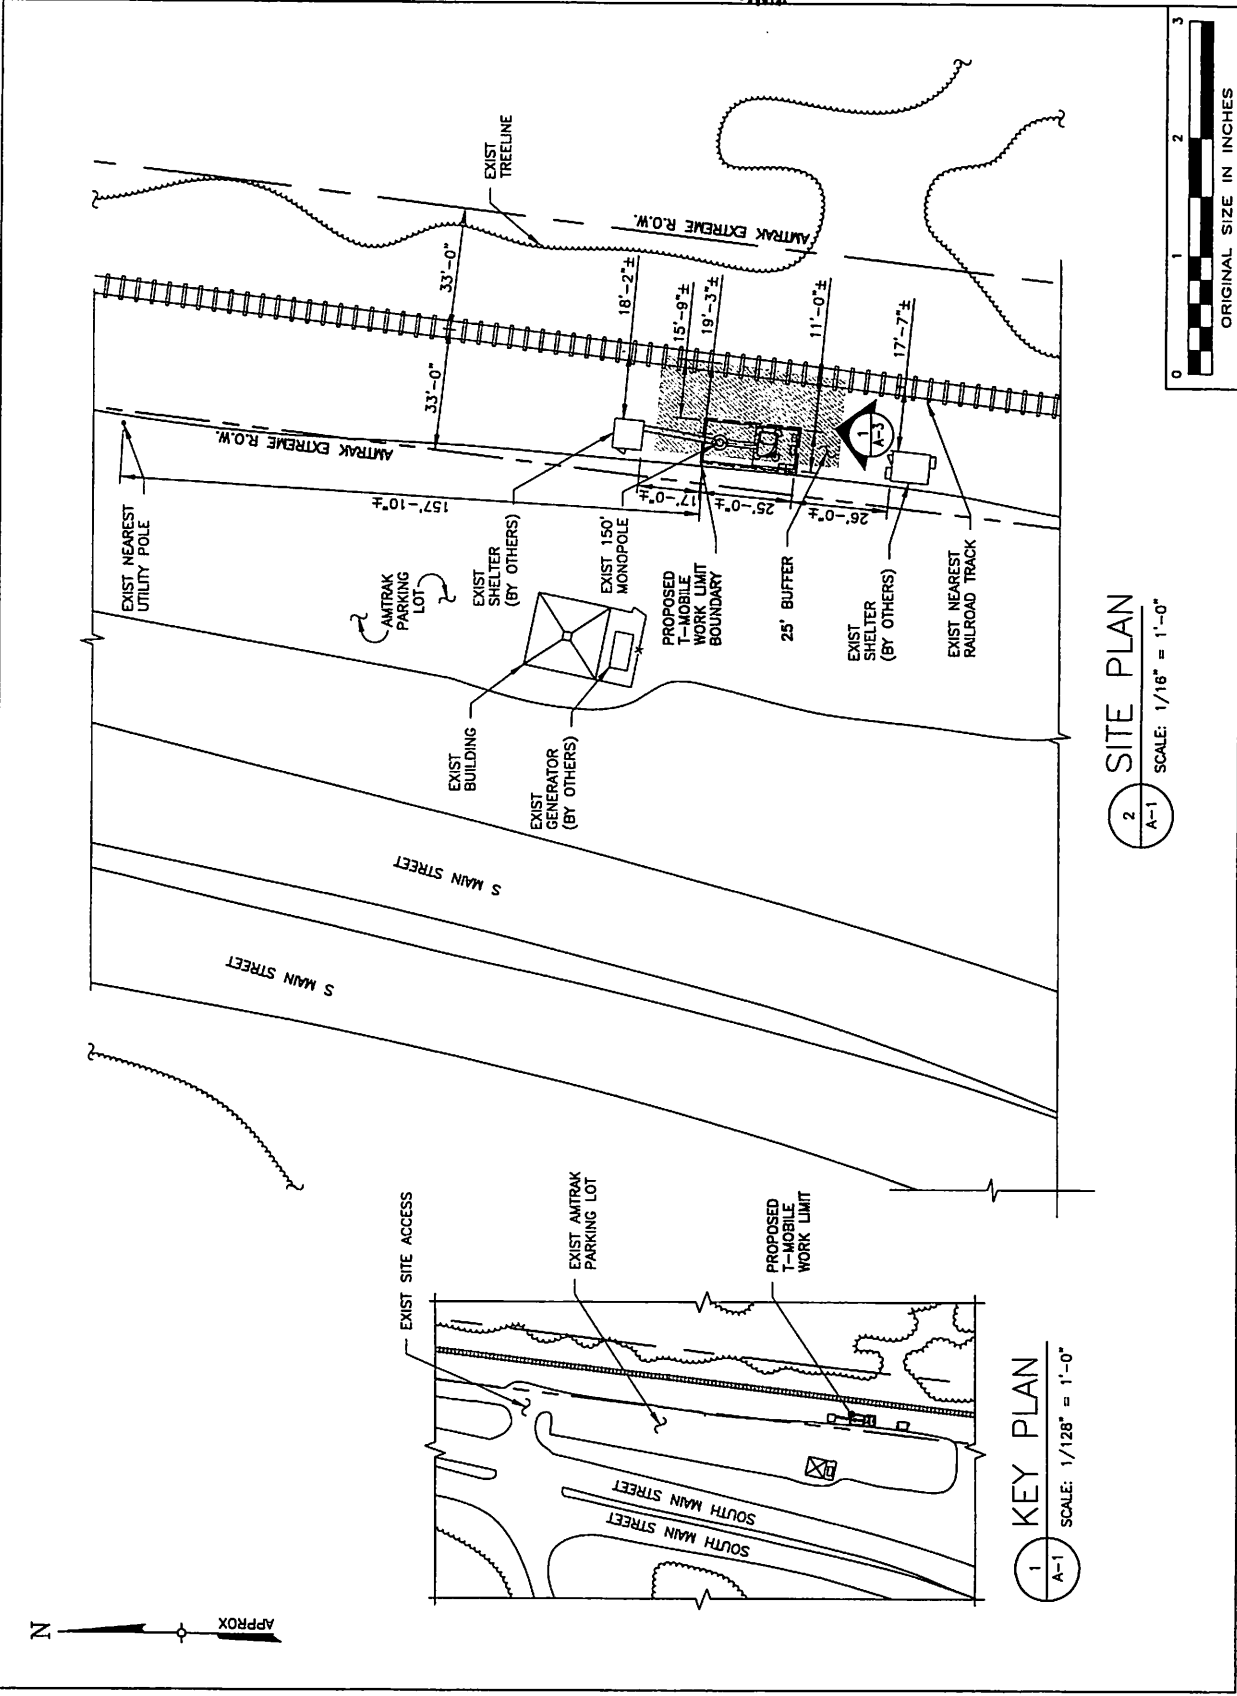 N
APPROX
EXIST SITE ACCESS
EXIST AMTRAK
PARKING LOT
PROPOSED
T-MOBILE
WORK LIMIT
SOUTH MAIN STREET
SOUTH MAIN STREET
1
A-1
KEY PLAN
SCALE: 1/128" = 1'-0"
S MAIN STREET
S MAIN STREET
EXIST NEAREST
UTILITY POLE
AMTRAK
PARKING
LOT
EXIST
BUILDING
EXIST
GENERATOR
(BY OTHERS)
EXIST
SHELTER
(BY OTHERS)
EXIST 150'
MONOPOLE
PROPOSED
T-MOBILE
WORK LIMIT
BOUNDARY
25' BUFFER
EXIST
SHELTER
(BY OTHERS)
EXIST NEAREST
RAILROAD TRACK
157'-10"±
17'-0"±
25'-0"±
26'-0"±
AMTRAK EXTREME R.O.W.
33'-0"
33'-0"
18'-2"±
15'-9"±
19'-3"±
11'-0"±
17'-7"±
1
A-3
AMTRAK EXTREME R.O.W.
EXIST
TREELINE
2
A-1
SITE PLAN
SCALE: 1/16" = 1'-0"
0 1 2 3
ORIGINAL SIZE IN INCHES